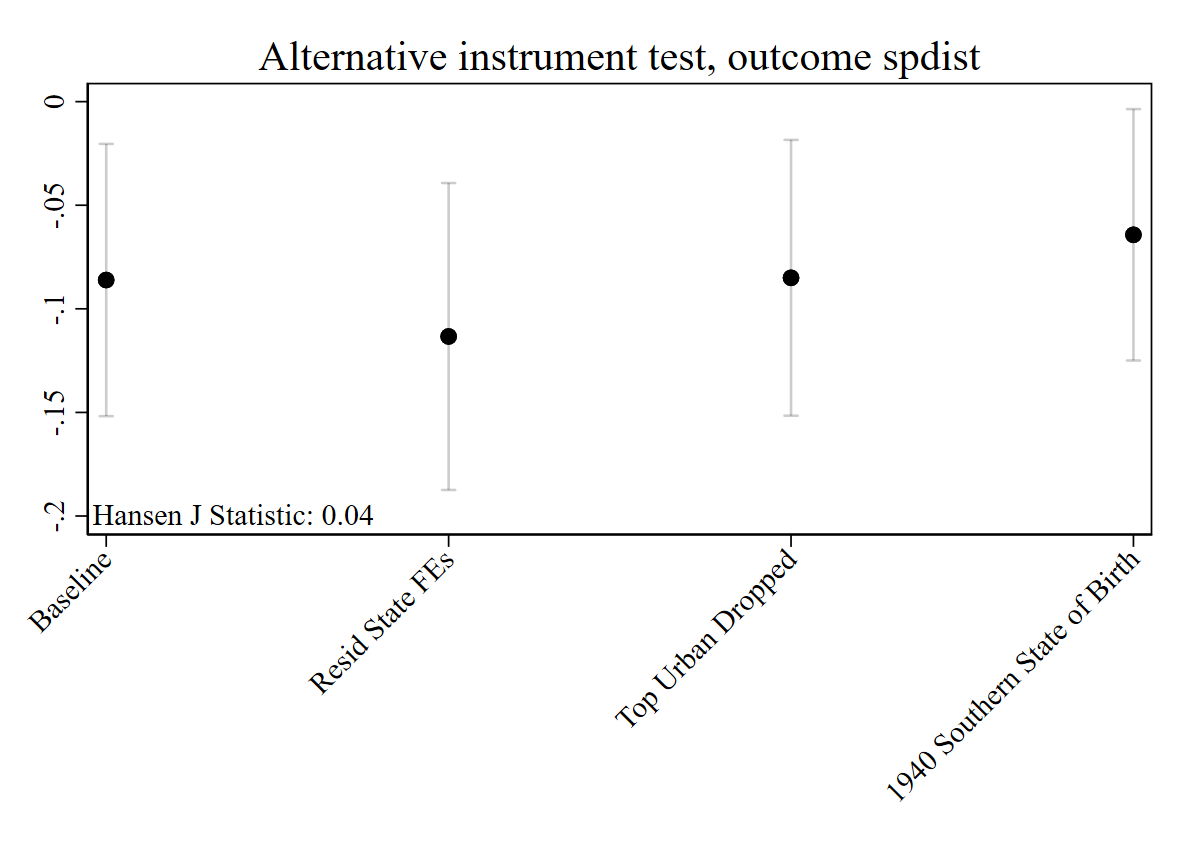 Alternative instrument test, outcome spdist
0
-.05
-.1
-.15
-.2
Hansen J Statistic: 0.04
Baseline
Resid State FEs
Top Urban Dropped
1940 Southern State of Birth